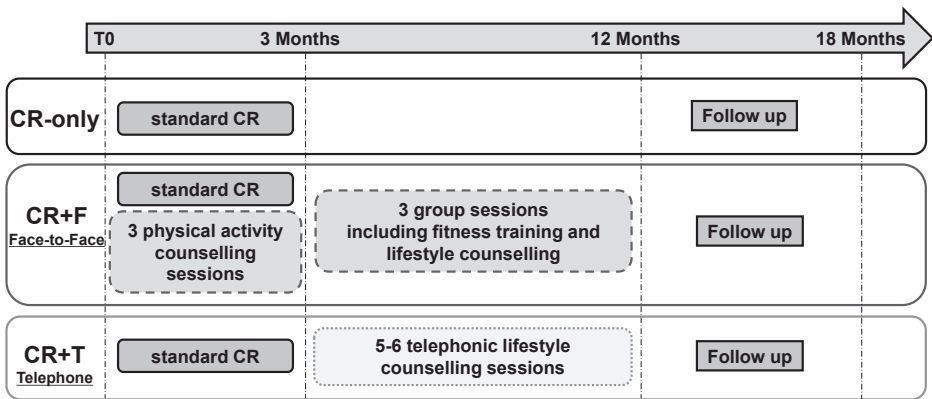 T0 3 Months 12 Months 18 Months
CR-only
standard CR
Follow up
CR+F
Face-to-Face
standard CR
3 physical activity
counselling
sessions
3 group sessions
including fitness training and
lifestyle counselling
Follow up
CR+T
Telephone
standard CR
5-6 telephonic lifestyle
counselling sessions
Follow up